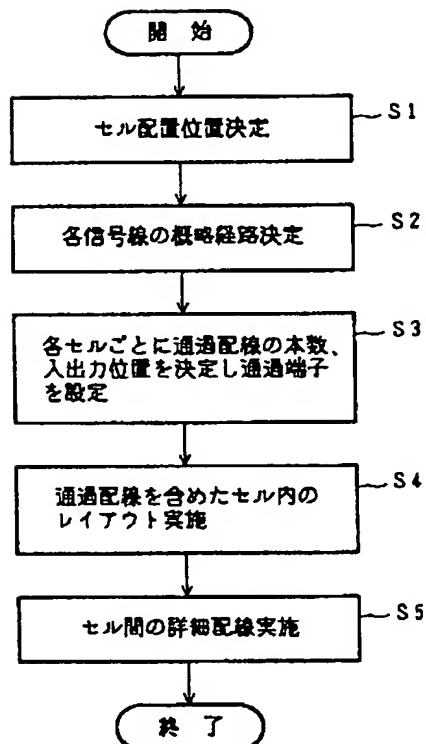 開 始
セル配置位置決定
S1
各信号線の概略経路決定
S2
各セルごとに通過配線の本数、
入出力位置を決定し通過端子
を設定
S3
通過配線を含めたセル内の
レイアウト実施
S4
セル間の詳細配線実施
S5
終 了